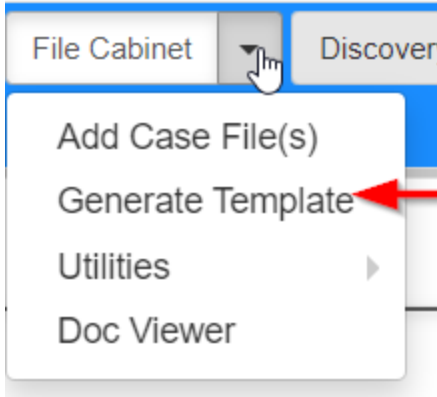 File Cabinet
Discover
Add Case File(s)
Generate Template
Utilities
Doc Viewer